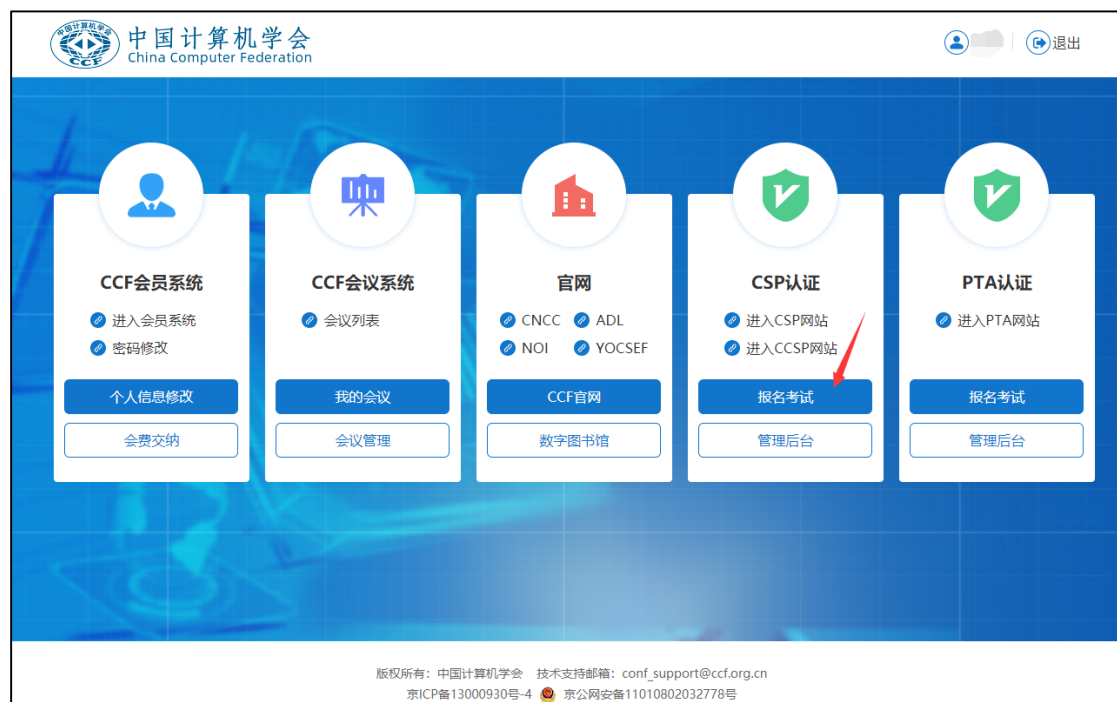 中国计算机学会
China Computer Federation
中国计算机学会
CCF
退出
CCF会员系统
进入会员系统
密码修改
个人信息修改
会费交纳
CCF会议系统
会议列表
我的会议
会议管理
官网
CNCC ADL
NOI YOCSEF
CCF官网
数字图书馆
CSP认证
进入CSP网站
进入CCSP网站
报名考试
管理后台
PTA认证
进入PTA网站
报名考试
管理后台
版权所有：中国计算机学会 技术支持邮箱：conf_support@ccf.org.cn
京ICP备13000930号-4 京公网安备11010802032778号